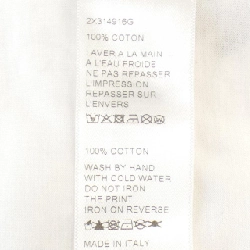 2X314916G
100% COTON
LAVER A LA MAIN
A L'EAU FROIDE
NE PAS REPASSER
L'IMPRESSION
REPASSER SUR
L'ENVERS
100% COTTON
WASH BY HAND
WITH COLD WATER
DO NOT IRON
THE PRINT
IRON ON REVERSE
MADE IN ITALY